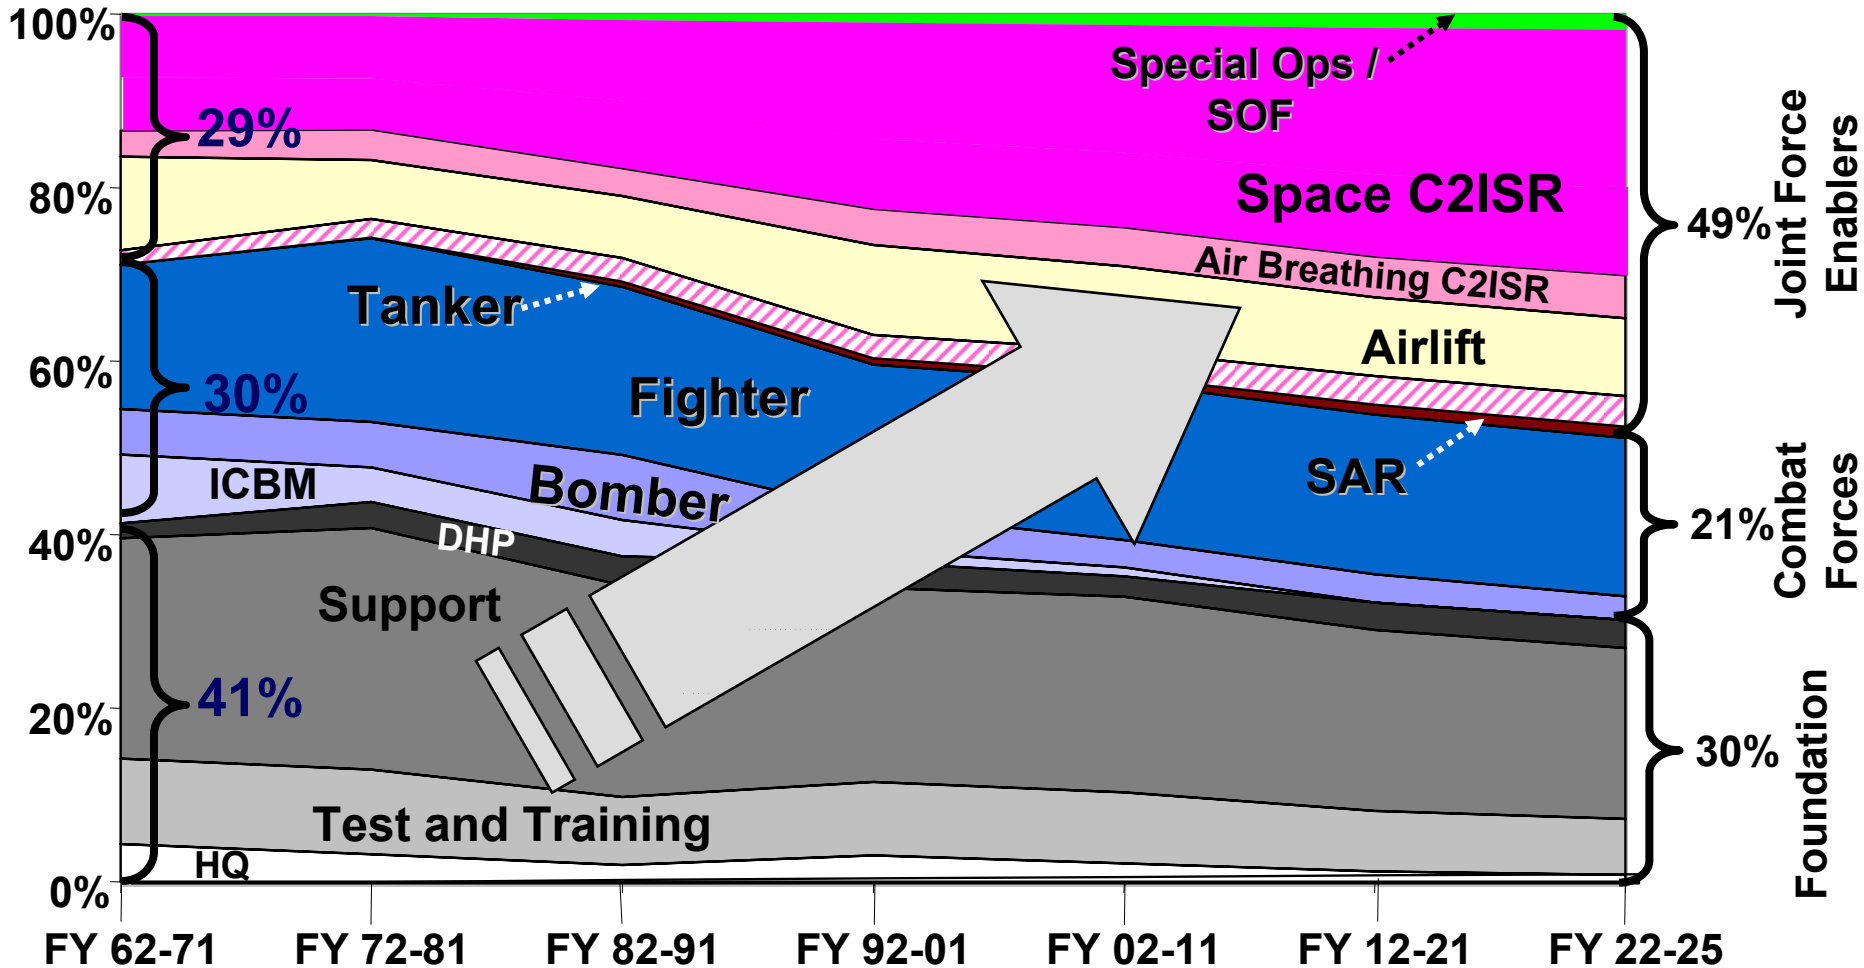 100%
80%
60%
40%
20%
0%
29%
30%
41%
Special Ops /
SOF
Space C2ISR
Air Breathing C2ISR
Airlift
Tanker
Fighter
SAR
Bomber
ICBM
DHP
Support
Test and Training
HQ
49%
21%
30%
Joint Force
Enablers
Combat
Forces
Foundation
FY 62-71
FY 72-81
FY 82-91
FY 92-01
FY 02-11
FY 12-21
FY 22-25